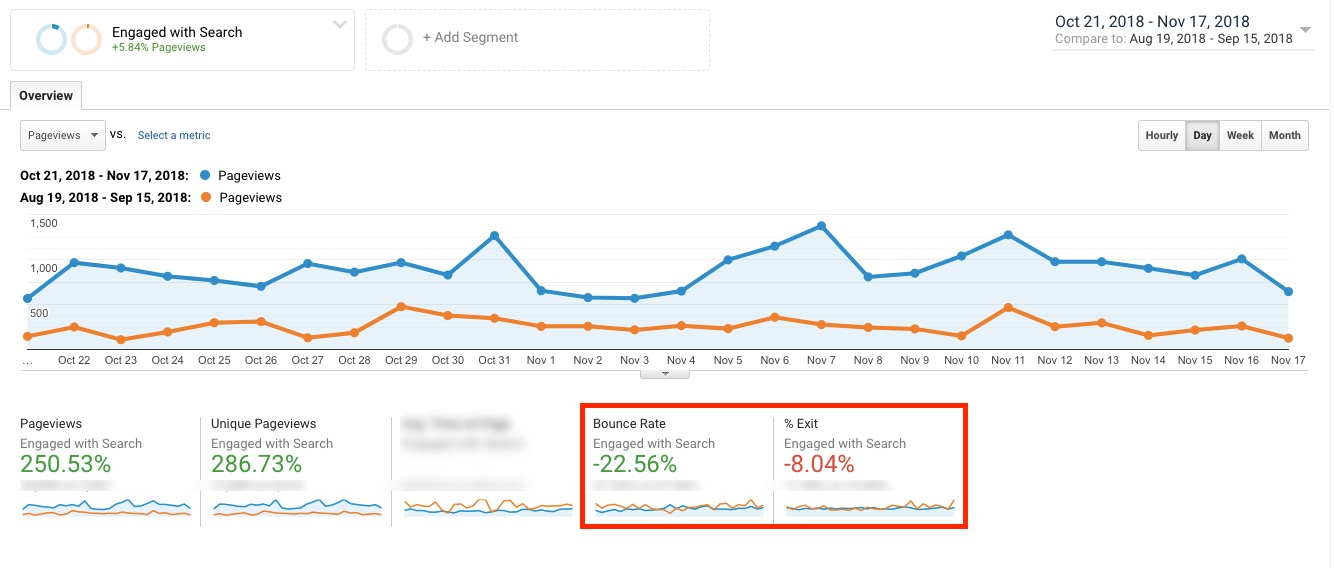 Engaged with Search
+5.84% Pageviews
+ Add Segment
Oct 21, 2018 - Nov 17, 2018
Compare to: Aug 19, 2018 - Sep 15, 2018
Overview
Pageviews vs. Select a metric
Hourly Day Week Month
Oct 21, 2018 - Nov 17, 2018: Pageviews
Aug 19, 2018 - Sep 15, 2018: Pageviews
1,500
1,000
500
... Oct 22 Oct 23 Oct 24 Oct 25 Oct 26 Oct 27 Oct 28 Oct 29 Oct 30 Oct 31 Nov 1 Nov 2 Nov 3 Nov 4 Nov 5 Nov 6 Nov 7 Nov 8 Nov 9 Nov 10 Nov 11 Nov 12 Nov 13 Nov 14 Nov 15 Nov 16 Nov 17
Pageviews
Engaged with Search
250.53%
Unique Pageviews
Engaged with Search
286.73%
Bounce Rate
Engaged with Search
-22.56%
% Exit
Engaged with Search
-8.04%